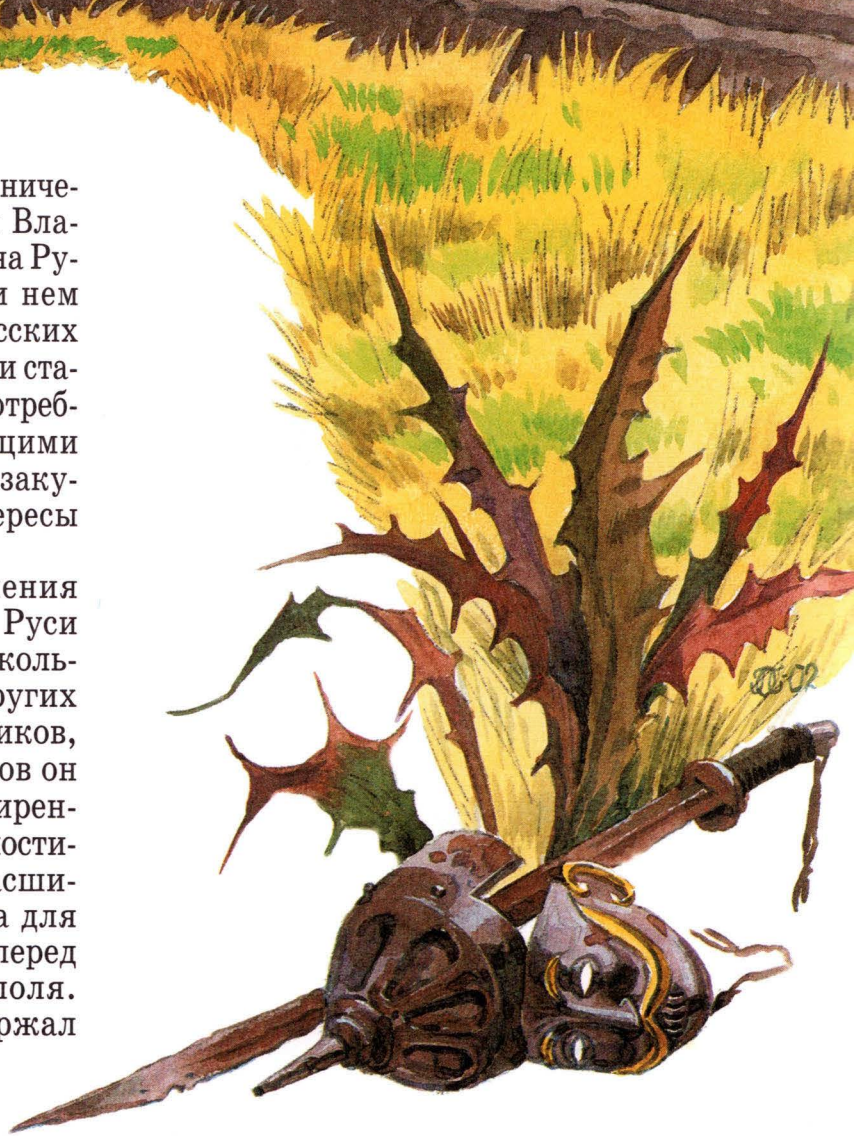 ниче-
Вла-
на Ру-
и нем
сских
и ста-
отреб-
щими
заку-
ересы
ения
Руси
коль-
ругих
иков,
ов он
ирен-
ности-
асши-
а для
перед
поля.
ржал